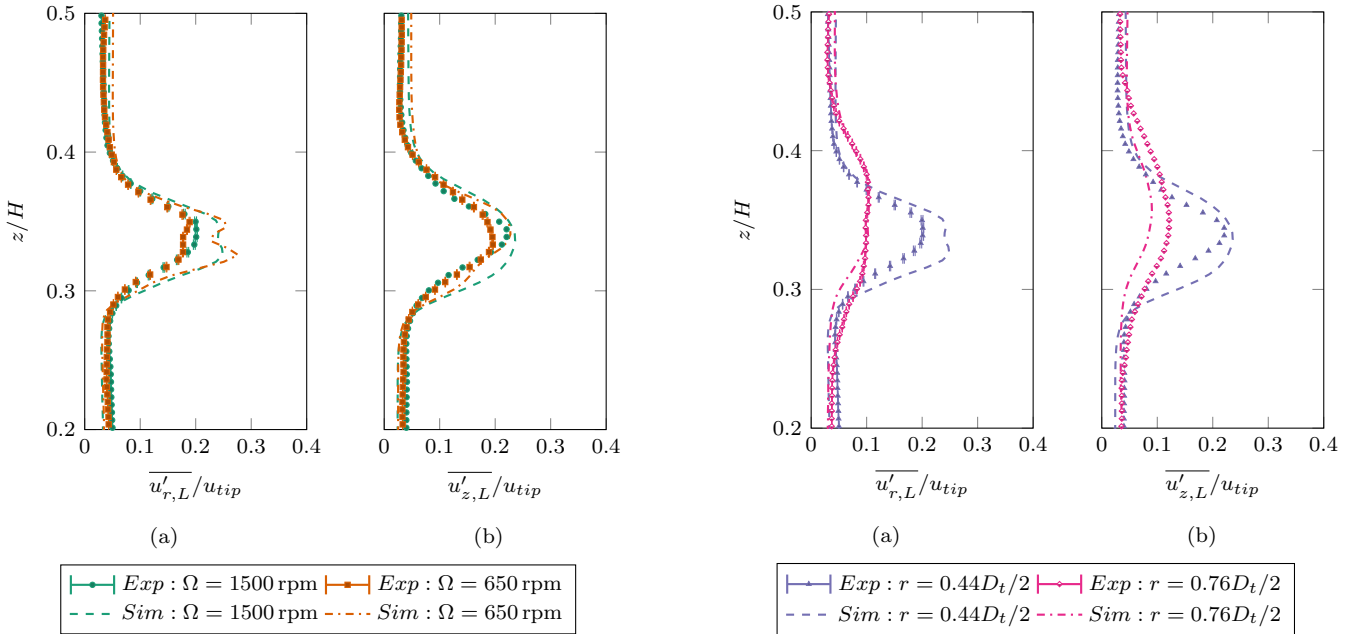 0.5
0.4
0.3
0.2
z/H
0 0.1 0.2 0.3 0.4
0 0.1 0.2 0.3 0.4
u′r,L/utip
u′z,L/utip
(a)
(b)
Exp : Ω = 1500 rpm Exp : Ω = 650 rpm
Sim : Ω = 1500 rpm Sim : Ω = 650 rpm
0.5
0.4
0.3
0.2
z/H
0 0.1 0.2 0.3 0.4
0 0.1 0.2 0.3 0.4
u′r,L/utip
u′z,L/utip
(a)
(b)
Exp : r = 0.44Dt/2 Exp : r = 0.76Dt/2
Sim : r = 0.44Dt/2 Sim : r = 0.76Dt/2